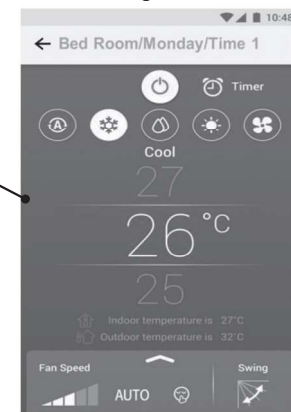 10:48
← Bed Room/Monday/Time 1
Timer
A
Cool
27
26°C
25
Indoor temperature is 27°C
Outdoor temperature is 32°C
Fan Speed
Swing
AUTO